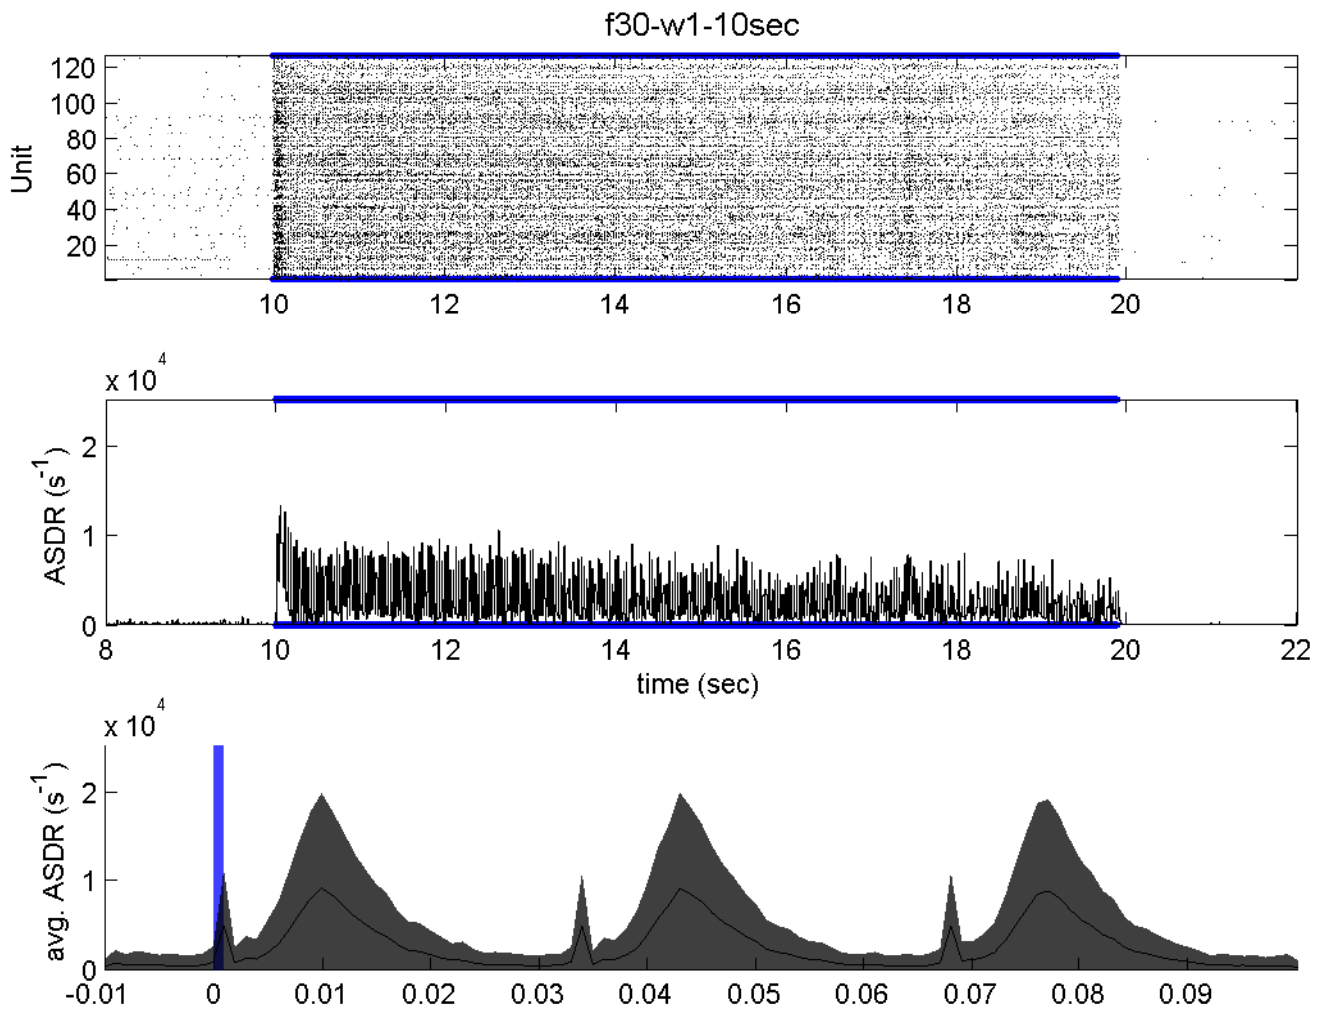 f30-w1-10sec
120
100
80
60
40
20
Unit
10 12 14 16 18 20
x 10^4
2
1
0
ASDR (s^-1)
8 10 12 14 16 18 20 22
time (sec)
x 10^4
2
1
0
avg. ASDR (s^-1)
-0.01 0 0.01 0.02 0.03 0.04 0.05 0.06 0.07 0.08 0.09